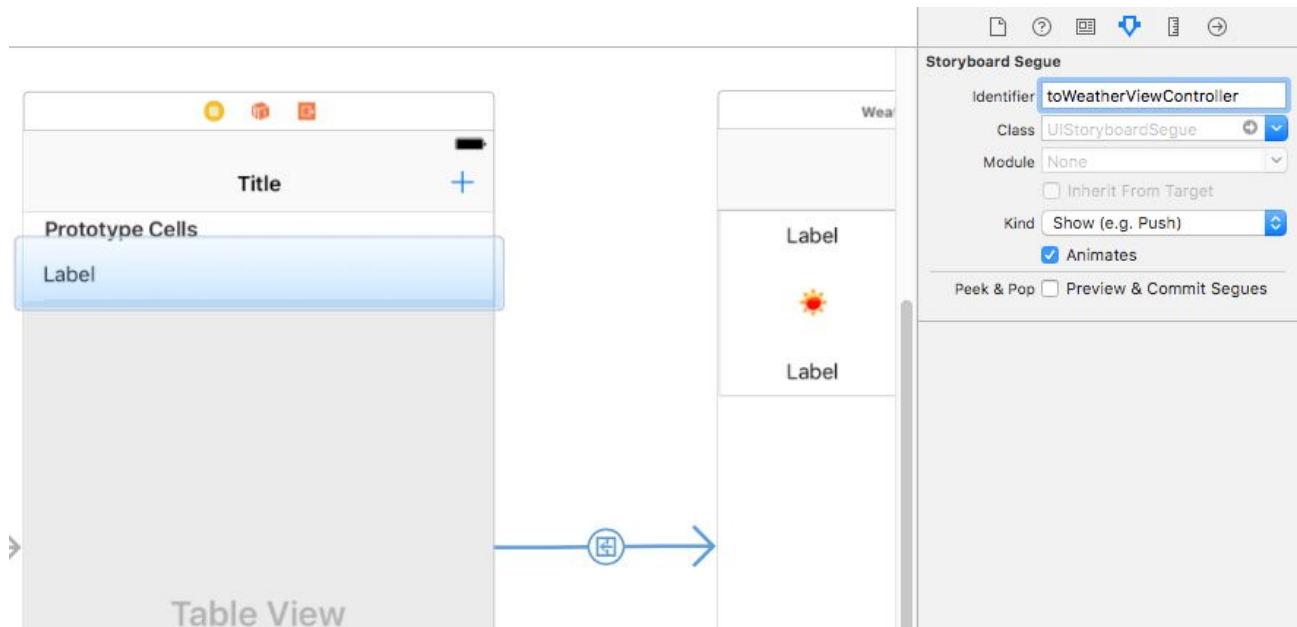 Title
+
Prototype Cells
Label
Table View
Wea
Label
Label
Storyboard Segue
Identifier toWeatherViewController
Class UIStoryboardSegue
Module None
Inherit From Target
Kind Show (e.g. Push)
Animates
Peek & Pop Preview & Commit Segues